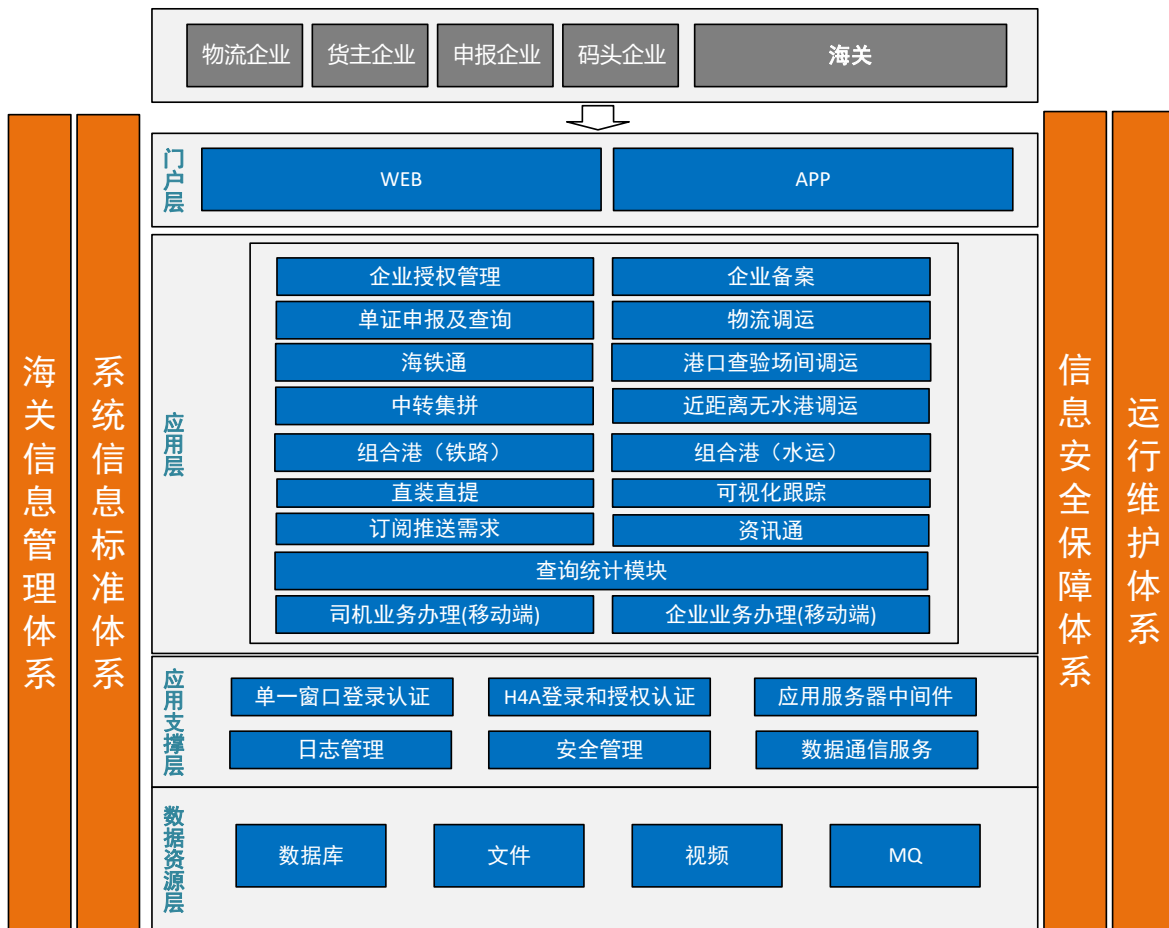 物流企业
货主企业
申报企业
码头企业
海关
门户层
WEB
APP
应用层
企业授权管理
企业备案
单证申报及查询
物流调运
海铁通
港口查验场间调运
中转集拼
近距离无水港调运
组合港（铁路）
组合港（水运）
直装直提
可视化跟踪
订阅推送需求
资讯通
查询统计模块
司机业务办理(移动端)
企业业务办理(移动端)
应用支撑层
单一窗口登录认证
H4A登录和授权认证
应用服务器中间件
日志管理
安全管理
数据通信服务
数据资源层
数据库
文件
视频
MQ
海关信息管理体系
系统信息标准体系
信息安全保障体系
运行维护体系